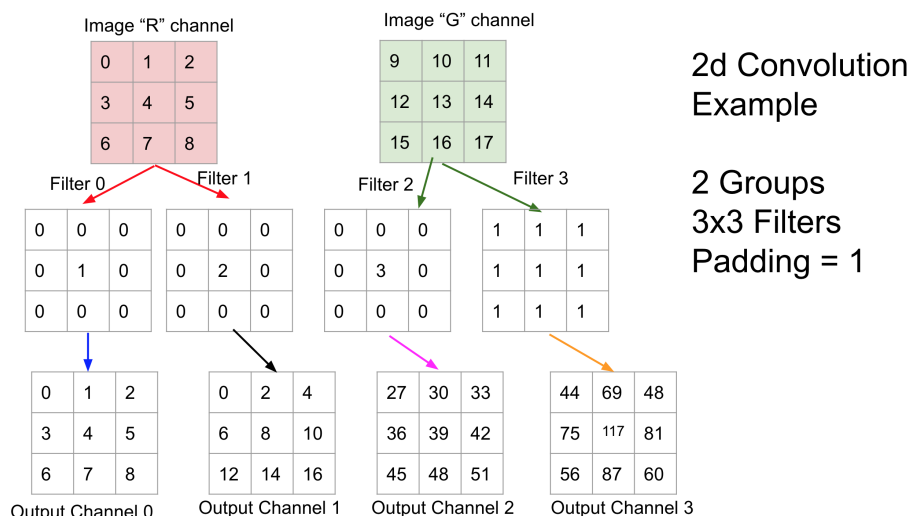 Image “R” channel
Image “G” channel
0 1 2
3 4 5
6 7 8
9 10 11
12 13 14
15 16 17
2d Convolution
Example
2 Groups
3x3 Filters
Padding = 1
Filter 0
Filter 1
Filter 2
Filter 3
0 0 0
0 1 0
0 0 0
0 0 0
0 2 0
0 0 0
0 0 0
0 3 0
0 0 0
1 1 1
1 1 1
1 1 1
0 1 2
3 4 5
6 7 8
0 2 4
6 8 10
12 14 16
27 30 33
36 39 42
45 48 51
44 69 48
75 117 81
56 87 60
Output Channel 0
Output Channel 1
Output Channel 2
Output Channel 3